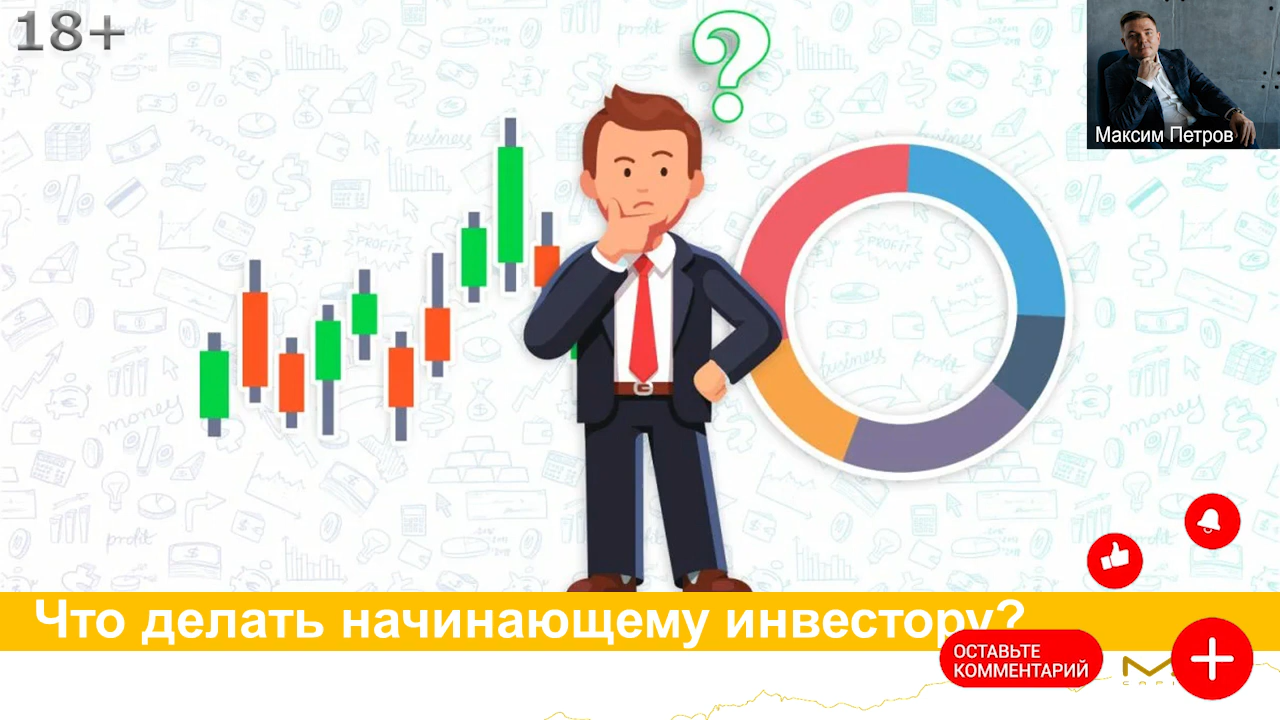 18+
?
Максим Петров
Что делать начинающему инвестору?
ОСТАВЬТЕ
КОММЕНТАРИЙ